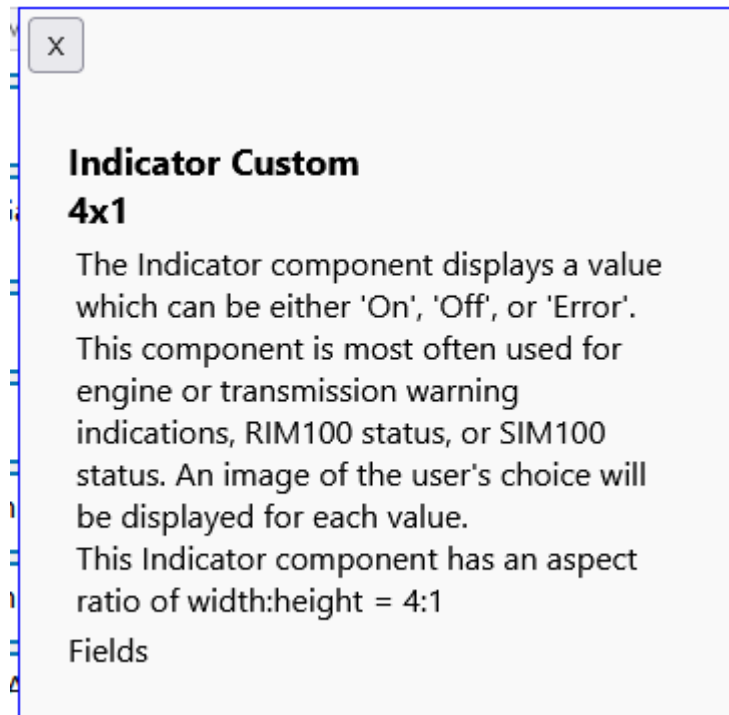 X
Indicator Custom
4x1
The Indicator component displays a value
which can be either 'On', 'Off', or 'Error'.
This component is most often used for
engine or transmission warning
indications, RIM100 status, or SIM100
status. An image of the user's choice will
be displayed for each value.
This Indicator component has an aspect
ratio of width:height = 4:1
Fields